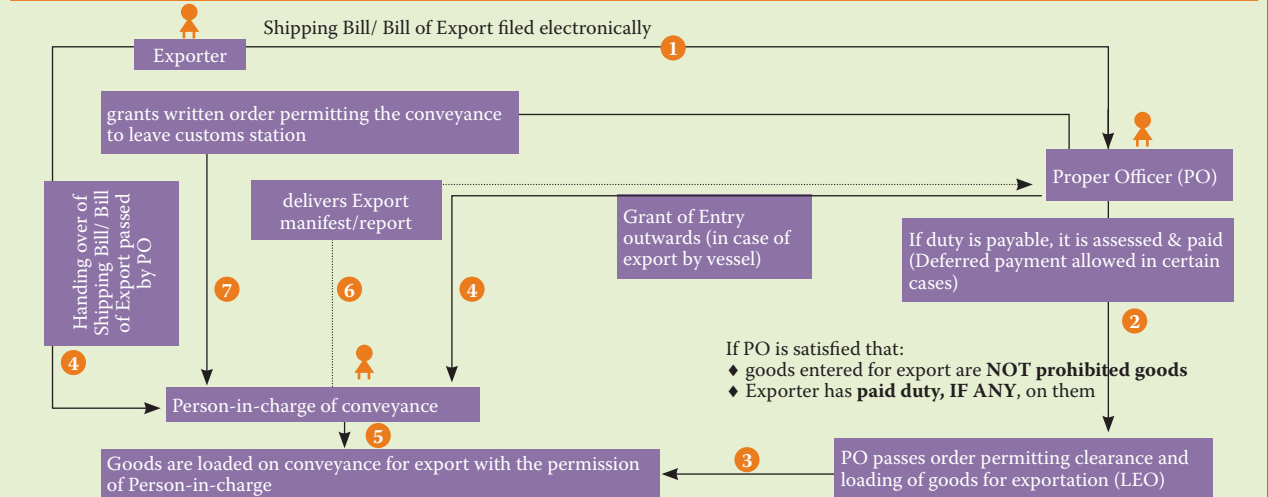 Shipping Bill/ Bill of Export filed electronically
1
Exporter
grants written order permitting the conveyance
to leave customs station
Proper Officer (PO)
delivers Export
manifest/report
Handing over of
Shipping Bill/ Bill
of Export passed
by PO
Grant of Entry
outwards (in case of
export by vessel)
If duty is payable, it is assessed & paid
(Deferred payment allowed in certain
cases)
7
6
4
2
4
If PO is satisfied that:
♦ goods entered for export are NOT prohibited goods
♦ Exporter has paid duty, IF ANY, on them
Person-in-charge of conveyance
5
Goods are loaded on conveyance for export with the permission
of Person-in-charge
3
PO passes order permitting clearance and
loading of goods for exportation (LEO)